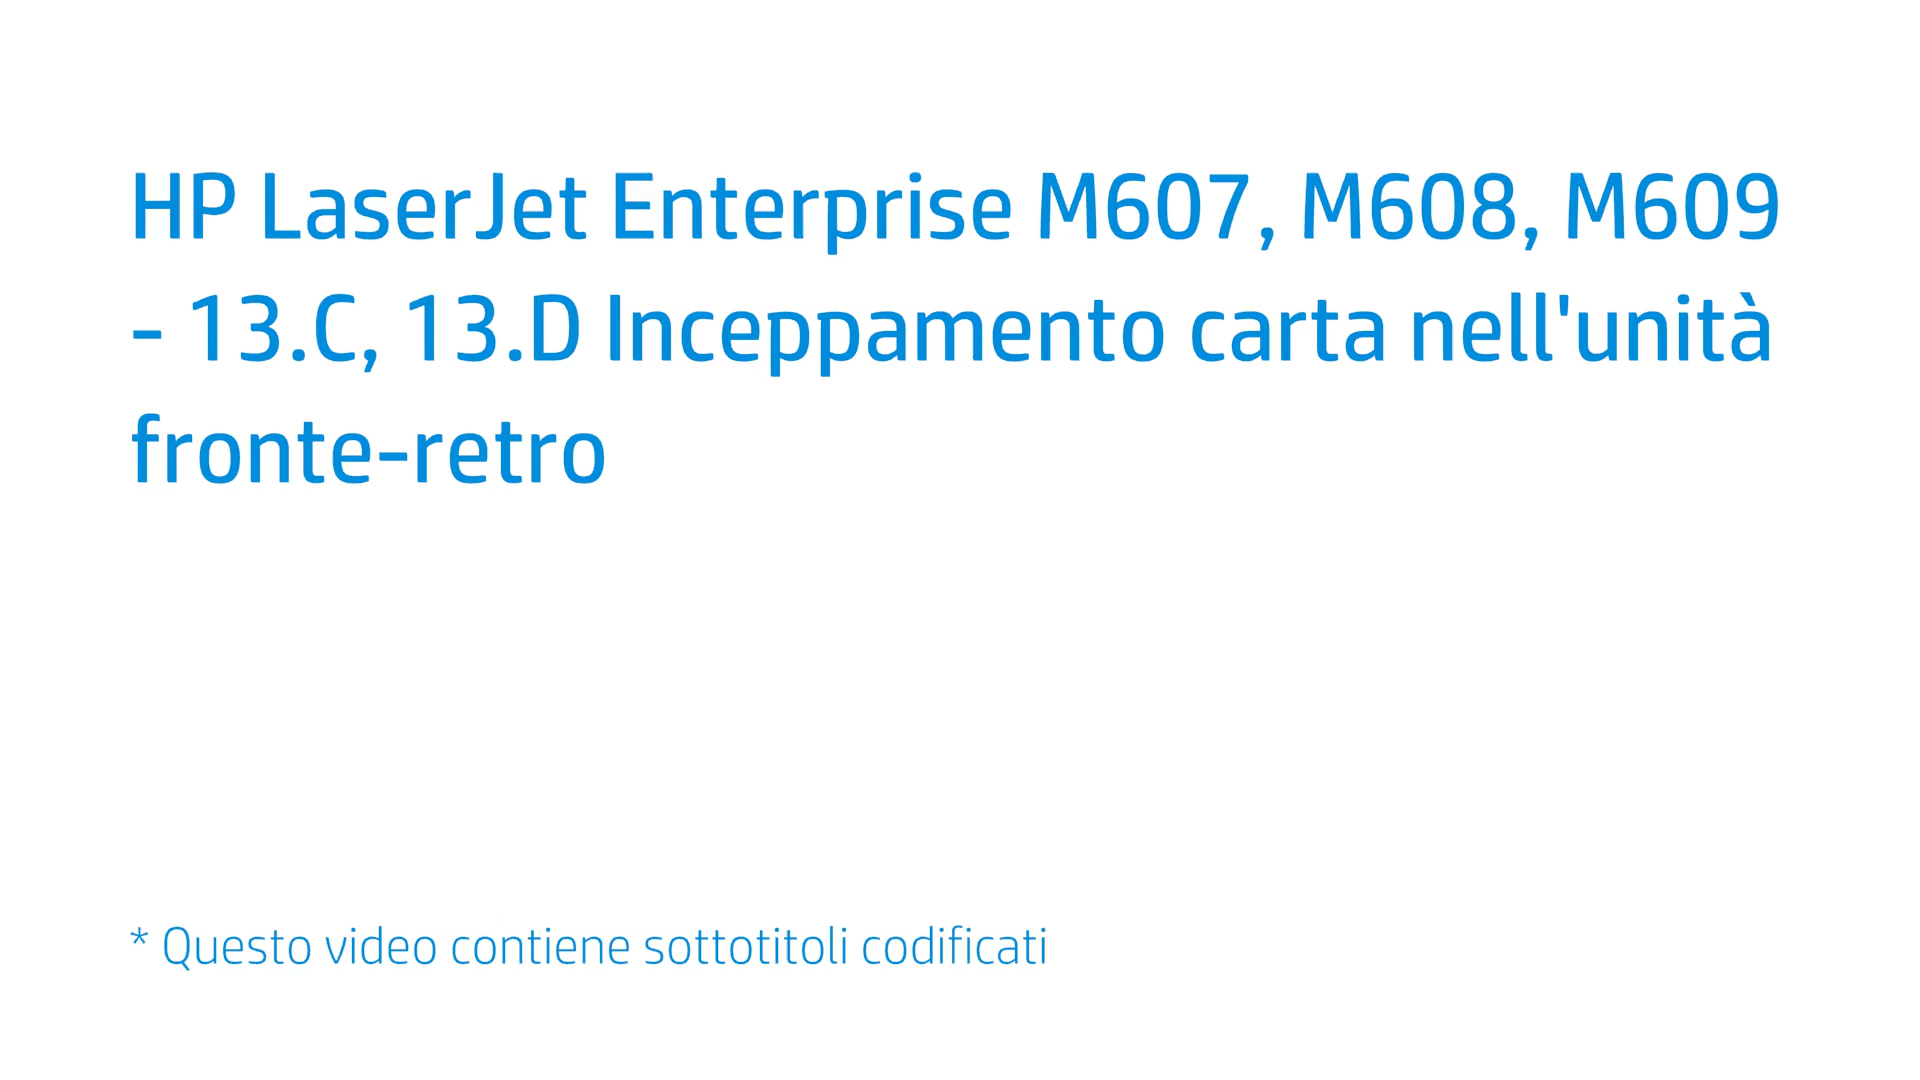 HP LaserJet Enterprise M607, M608, M609
- 13.C, 13.D Inceppamento carta nell'unità
fronte-retro
* Questo video contiene sottotitoli codificati